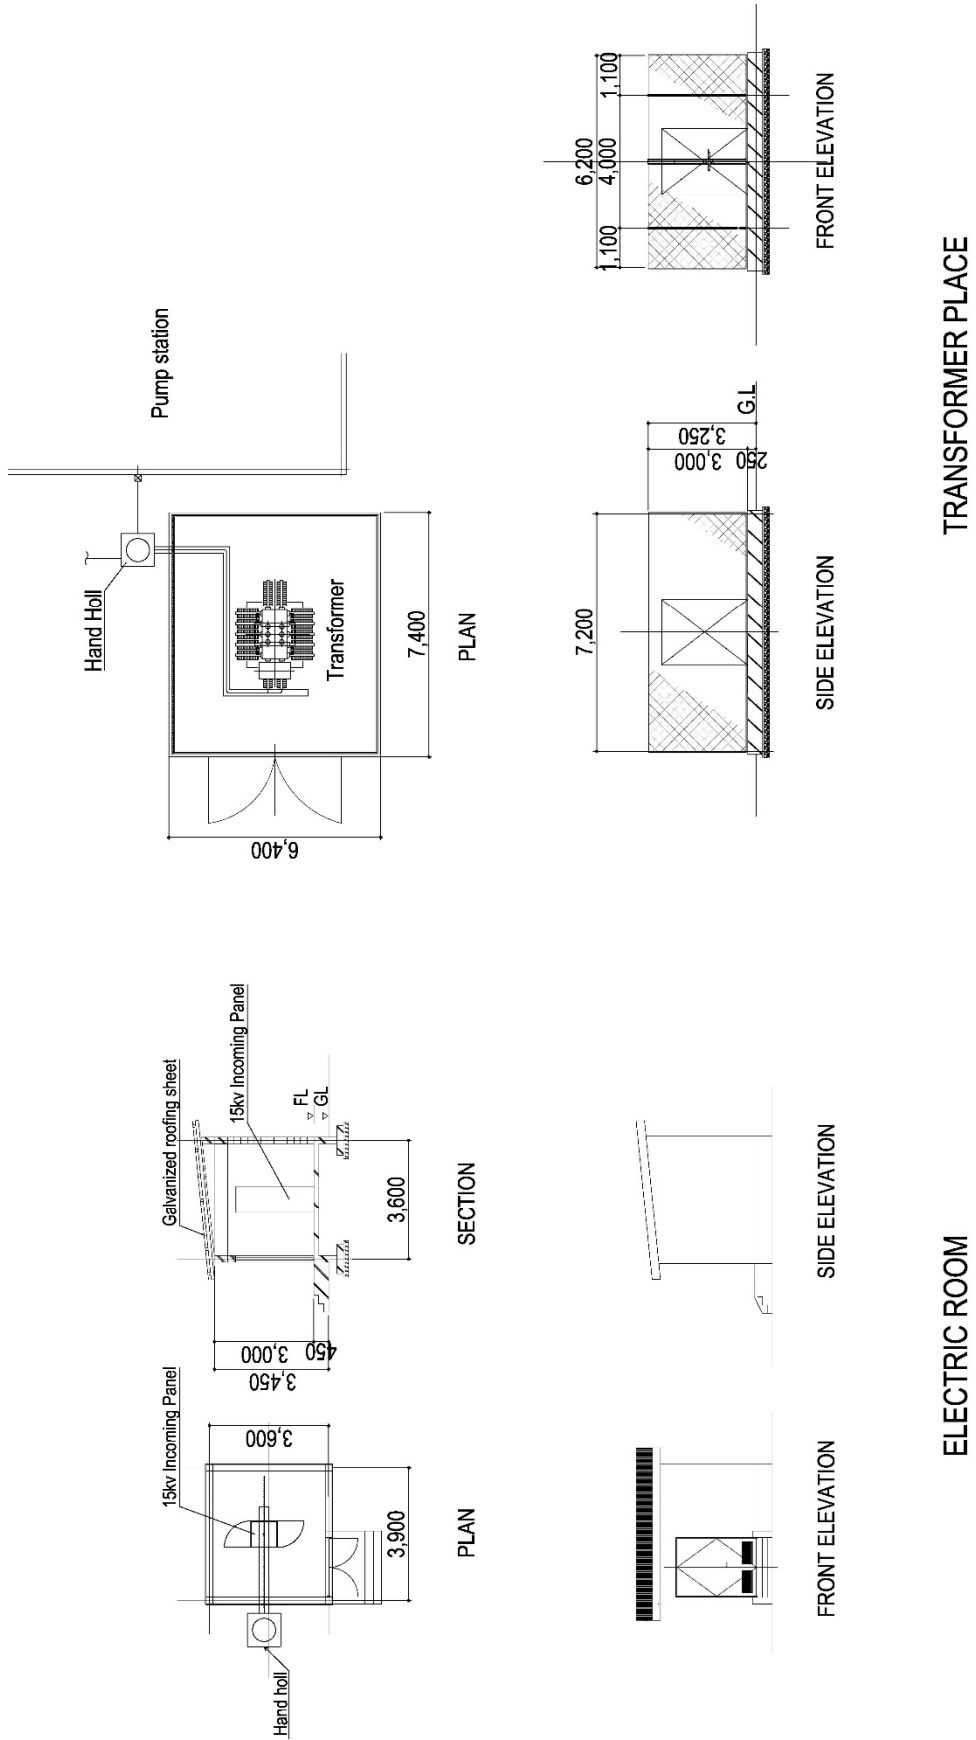 Hand holl
15kv Incoming Panel
3,600
3,900
PLAN
Galvanized roofing sheet
15kv Incoming Panel
FL
GL
3,000
450
3,450
3,600
SECTION
FRONT ELEVATION
SIDE ELEVATION
ELECTRIC ROOM
Hand Holl
Pump station
Transformer
6,400
7,400
PLAN
7,200
3,250
3,000
250
G.L
SIDE ELEVATION
6,200
1,100
4,000
1,100
FRONT ELEVATION
TRANSFORMER PLACE